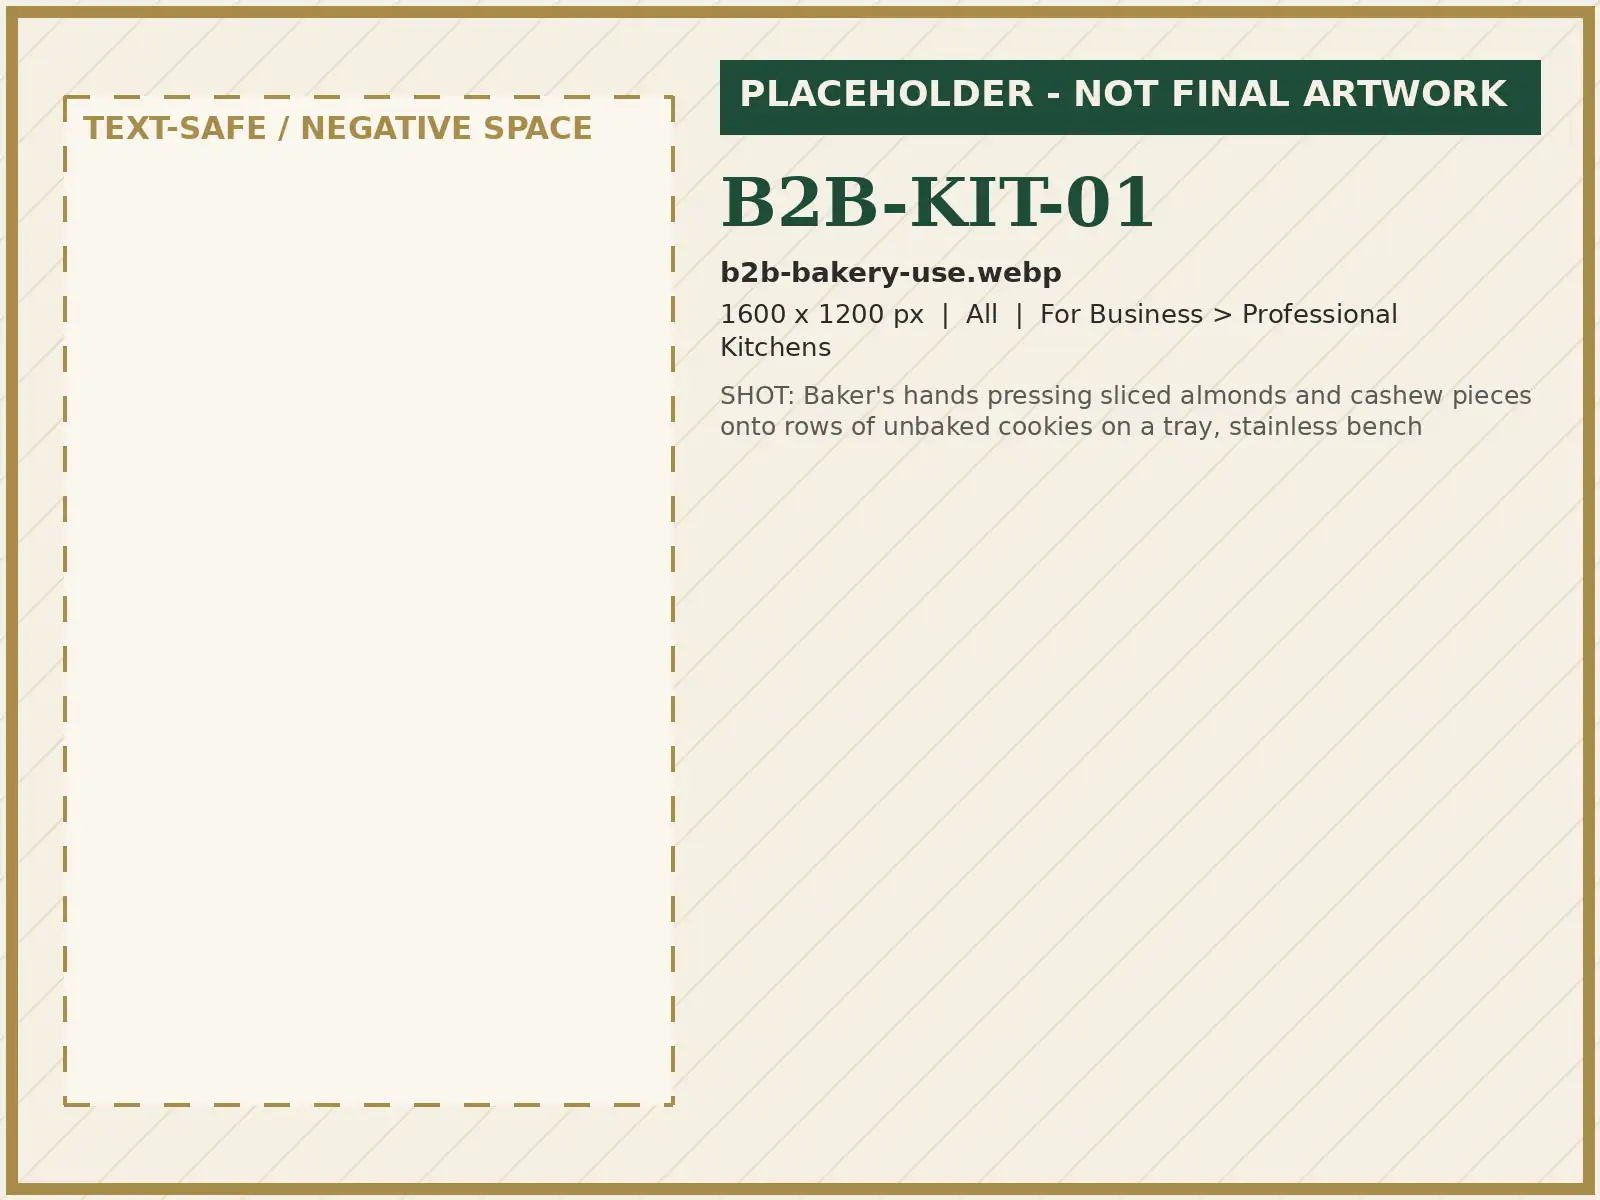 TEXT-SAFE / NEGATIVE SPACE
PLACEHOLDER - NOT FINAL ARTWORK
B2B-KIT-01
b2b-bakery-use.webp
1600 x 1200 px | All | For Business > Professional
Kitchens
SHOT: Baker's hands pressing sliced almonds and cashew pieces
onto rows of unbaked cookies on a tray, stainless bench